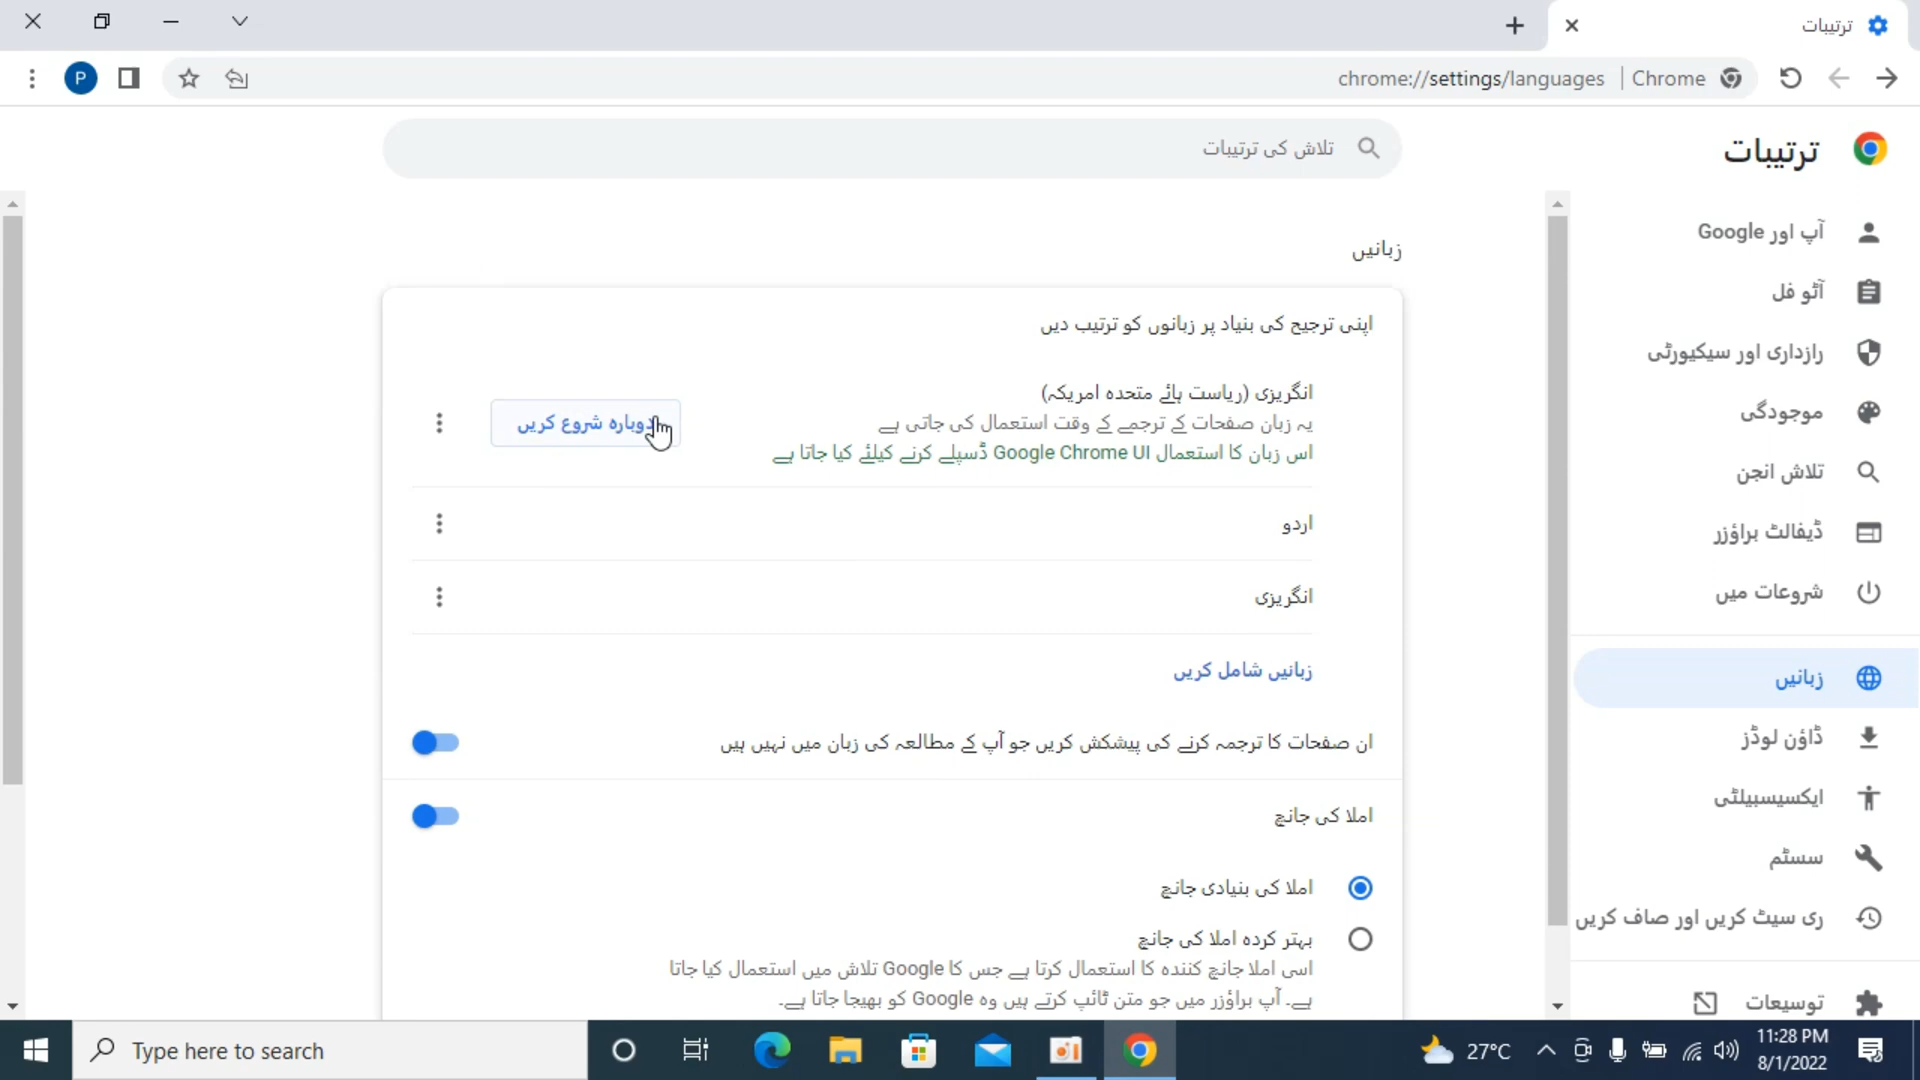 ترتیبات
chrome://settings/languages | Chrome
P
ترتیبات
تلاش کی ترتیبات
آپ اور Google
آٹو فل
رازداری اور سیکیورٹی
موجودگی
تلاش انجن
ڈیفالٹ براؤزر
شروعات میں
زبانیں
ڈاؤن لوڈز
ایکسیسبیلٹی
سسٹم
ری سیٹ کریں اور صاف کریں
توسیعات
زبانیں
اپنی ترجیح کی بنیاد پر زبانوں کو ترتیب دیں
انگریزی (ریاست ہائے متحدہ امریکہ)
یہ زبان صفحات کے ترجمے کے وقت استعمال کی جاتی ہے
اس زبان کا استعمال Google Chrome UI ڈسپلے کرنے کیلئے کیا جاتا ہے
دوبارہ شروع کریں
اردو
انگریزی
زبانیں شامل کریں
ان صفحات کا ترجمہ کرنے کی پیشکش کریں جو آپ کے مطالعہ کی زبان میں نہیں ہیں
املا کی جانچ
املا کی بنیادی جانچ
بہتر کردہ املا کی جانچ
اسی املا جانچ کنندہ کا استعمال کرتا ہے جس کا Google تلاش میں استعمال کیا جاتا
ہے۔ آپ براؤزر میں جو متن ٹائپ کرتے ہیں وہ Google کو بھیجا جاتا ہے۔
Type here to search
27°C
11:28 PM
8/1/2022